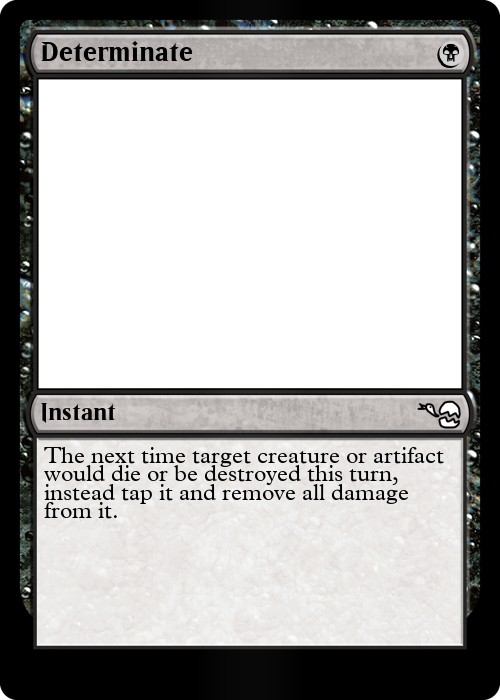 Determinate
Instant
The next time target creature or artifact
would die or be destroyed this turn,
instead tap it and remove all damage
from it.